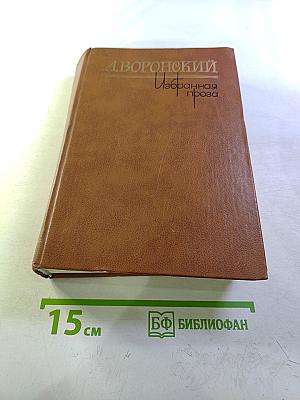 А.ВОРОНСКИЙ
Избранная
проза
15 см
БФ БИБЛИОФАН